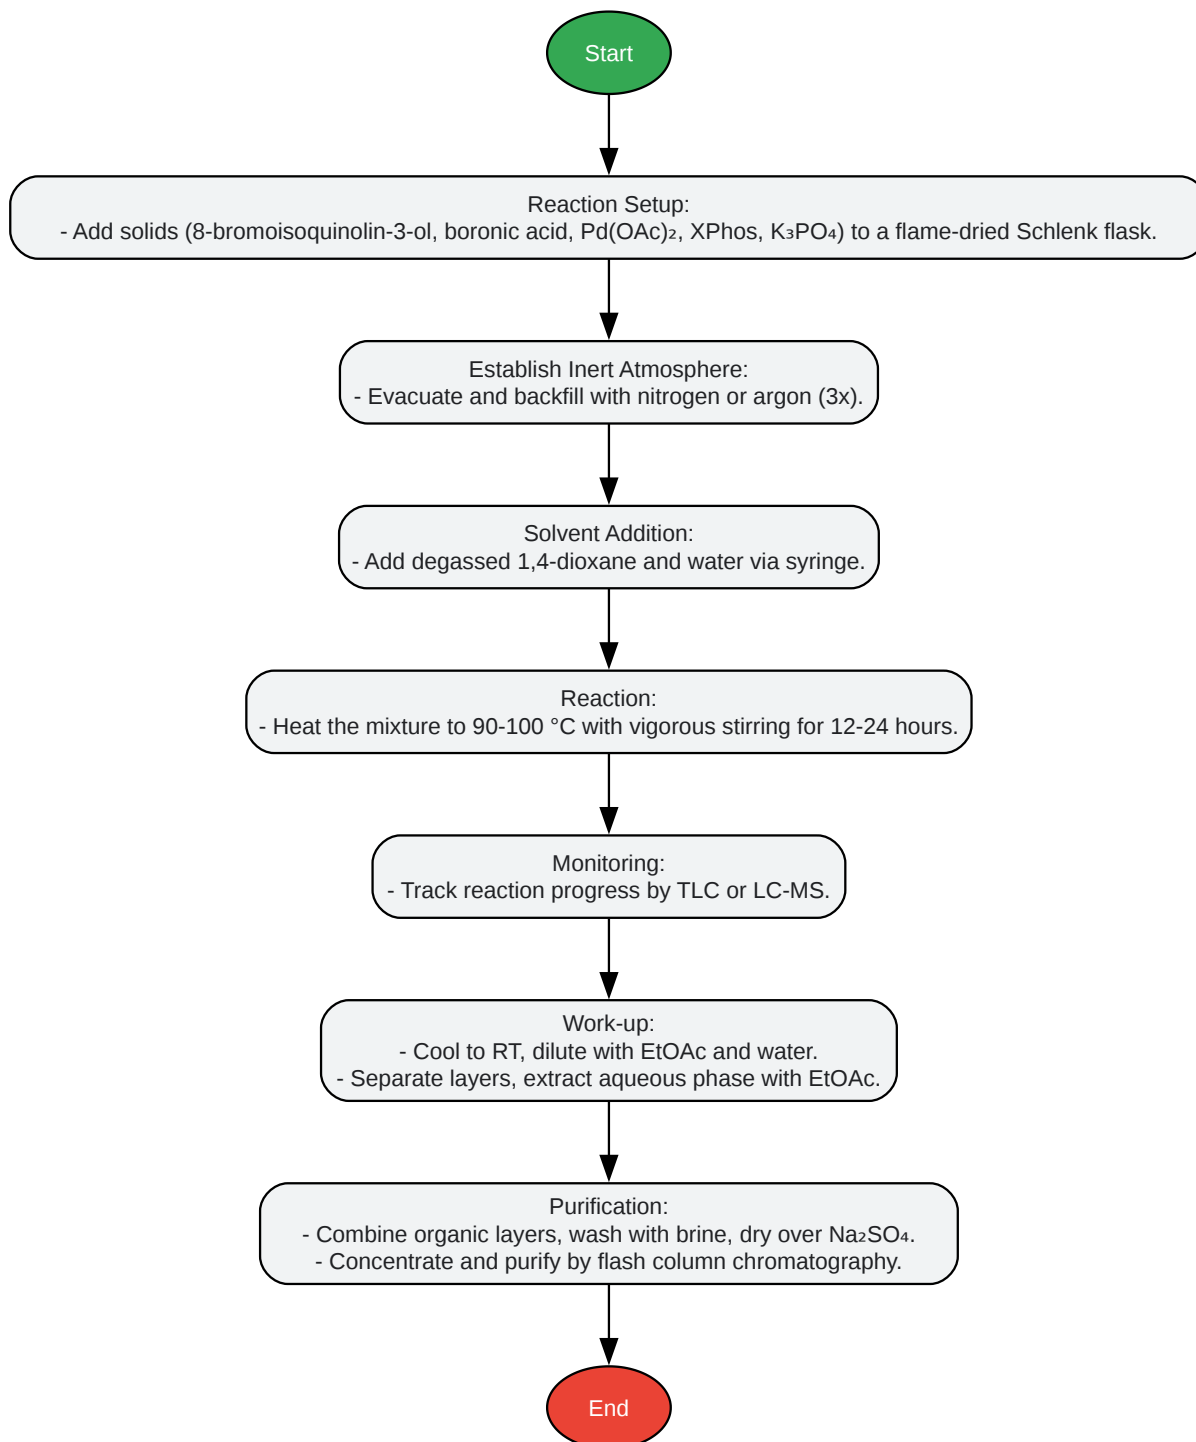 Start
Reaction Setup:
- Add solids (8-bromoisoquinolin-3-ol, boronic acid, Pd(OAc)₂, XPhos, K₃PO₄) to a flame-dried Schlenk flask.
Establish Inert Atmosphere:
- Evacuate and backfill with nitrogen or argon (3x).
Solvent Addition:
- Add degassed 1,4-dioxane and water via syringe.
Reaction:
- Heat the mixture to 90-100 °C with vigorous stirring for 12-24 hours.
Monitoring:
- Track reaction progress by TLC or LC-MS.
Work-up:
- Cool to RT, dilute with EtOAc and water.
- Separate layers, extract aqueous phase with EtOAc.
Purification:
- Combine organic layers, wash with brine, dry over Na₂SO₄.
- Concentrate and purify by flash column chromatography.
End